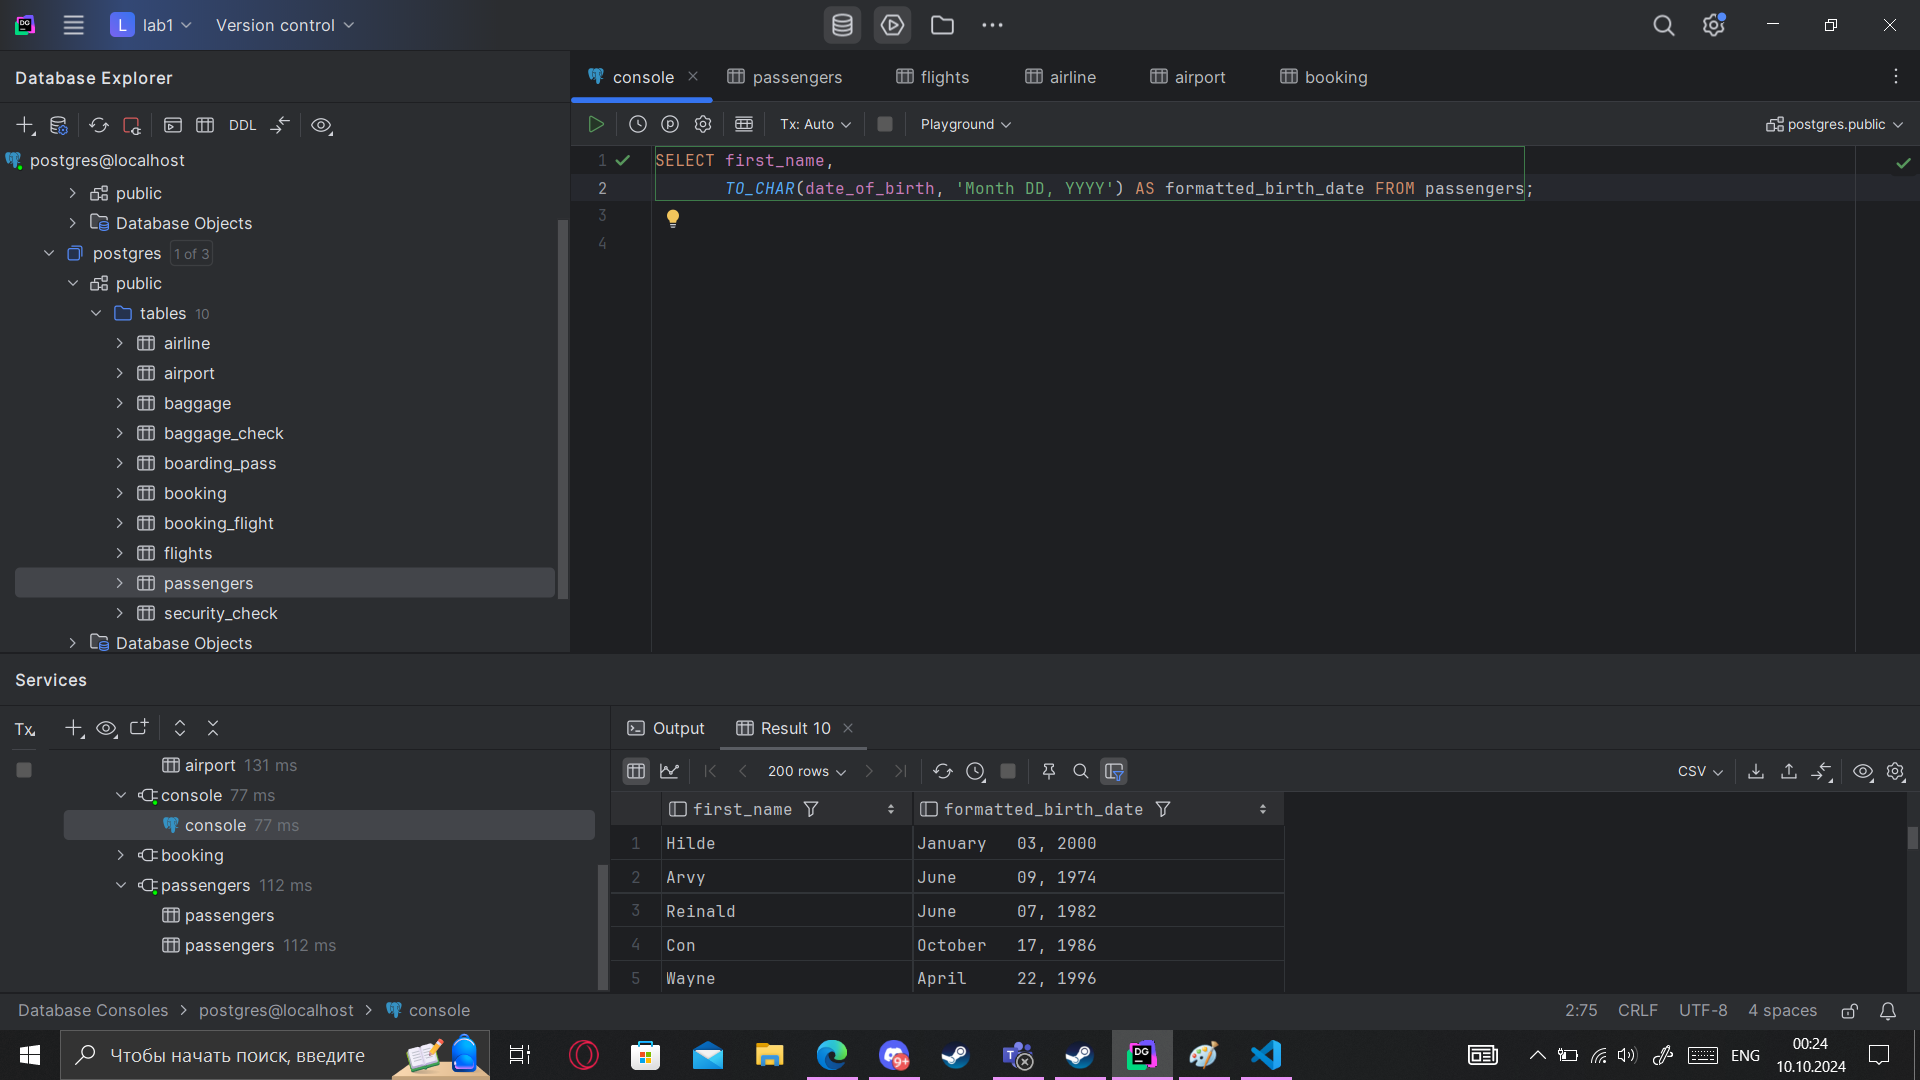 L lab1 Version control
Database Explorer
console passengers flights airline airport booking
DDL
Tx: Auto Playground postgres.public
postgres@localhost
public
Database Objects
postgres 1 of 3
public
tables 10
airline
airport
baggage
baggage_check
boarding_pass
booking
booking_flight
flights
passengers
security_check
Database Objects
1 SELECT first_name,
2 TO_CHAR(date_of_birth, 'Month DD, YYYY') AS formatted_birth_date FROM passengers;
3
4
Services
Tx
airport 131 ms
console 77 ms
console 77 ms
booking
passengers 112 ms
passengers
passengers 112 ms
Output Result 10
200 rows CSV
first_name formatted_birth_date
1 Hilde January 03, 2000
2 Arvy June 09, 1974
3 Reinald June 07, 1982
4 Con October 17, 1986
5 Wayne April 22, 1996
Database Consoles > postgres@localhost > console
2:75 CRLF UTF-8 4 spaces
Чтобы начать поиск, введите
9+
DG
ENG
00:24
10.10.2024